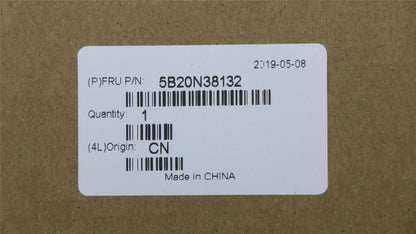 2019-05-08
(P)FRU P/N: 5B20N38132
Quantity: 1
(4L)Origin: CN
Made in CHINA